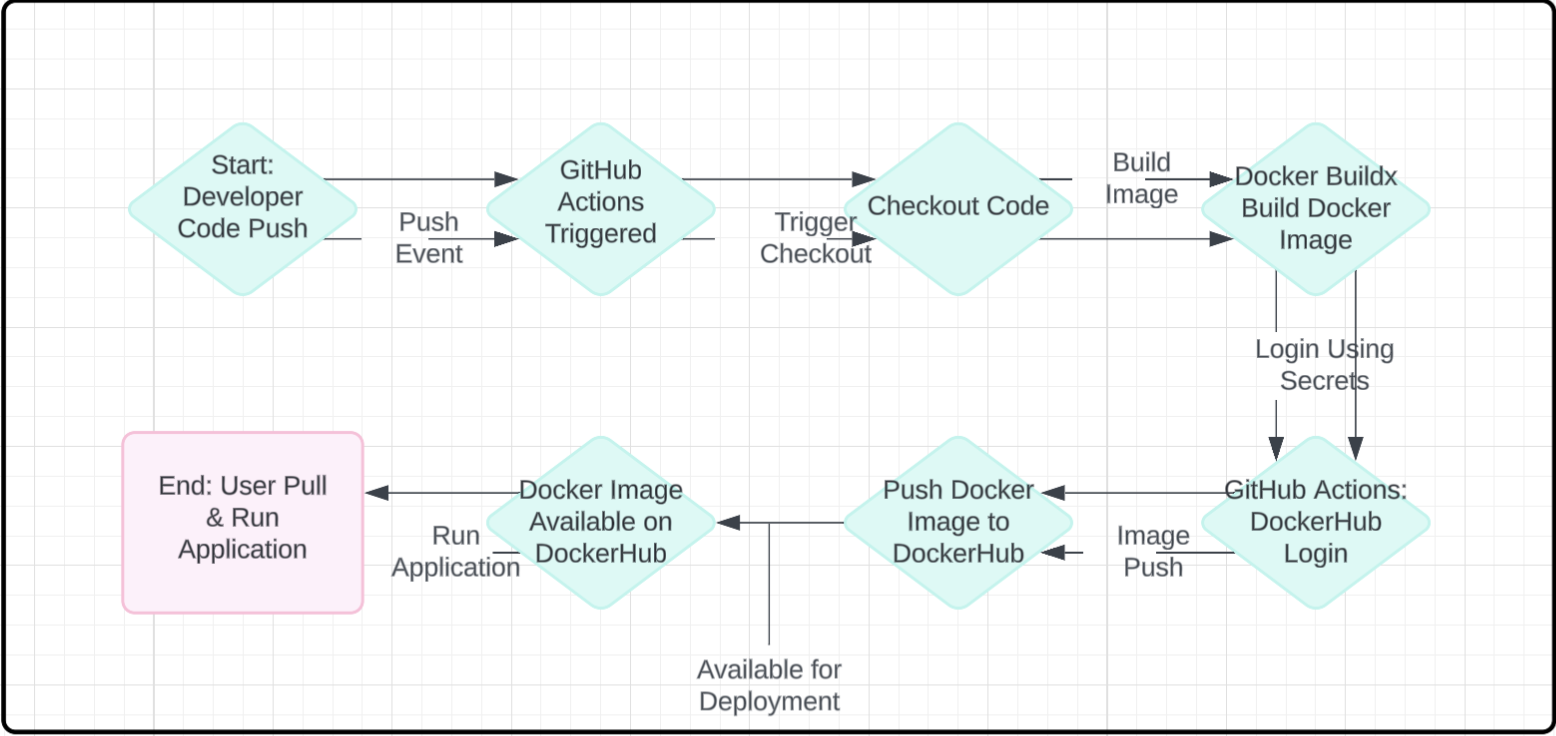 Start:
Developer
Code Push
Push
Event
GitHub
Actions
Triggered
Trigger
Checkout
Checkout Code
Build
Image
Docker Buildx
Build Docker
Image
Login Using
Secrets
GitHub Actions:
DockerHub
Login
Image
Push
Push Docker
Image to
DockerHub
Available for
Deployment
Docker Image
Available on
DockerHub
Run
Application
End: User Pull
& Run
Application